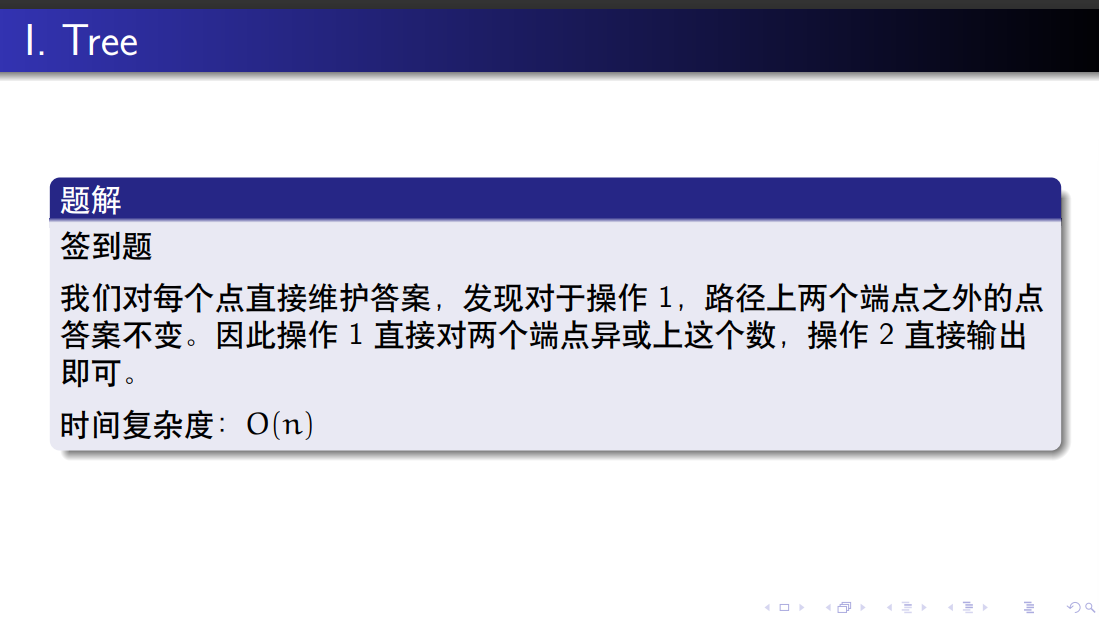 I. Tree
题解
签到题
我们对每个点直接维护答案，发现对于操作 1，路径上两个端点之外的点
答案不变。因此操作 1 直接对两个端点异或上这个数，操作 2 直接输出
即可。
时间复杂度：O(n)